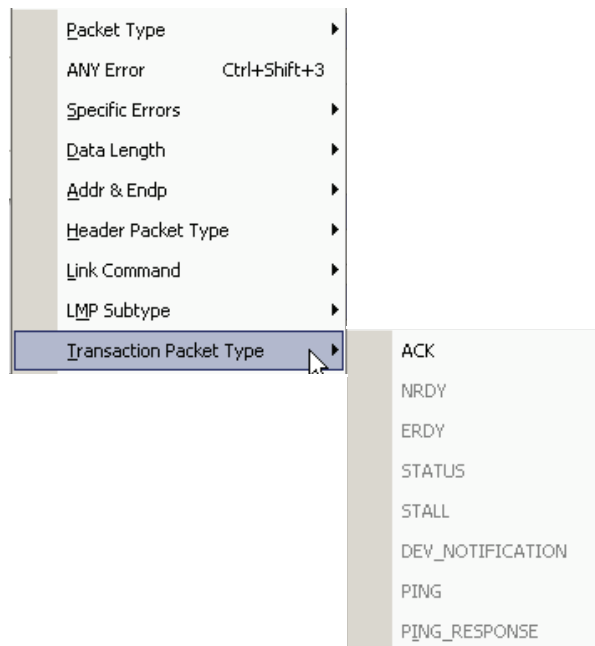 Packet Type
ANY Error Ctrl+Shift+3
Specific Errors
Data Length
Addr & Endp
Header Packet Type
Link Command
LMP Subtype
Transaction Packet Type
ACK
NRDY
ERDY
STATUS
STALL
DEV_NOTIFICATION
PING
PING_RESPONSE